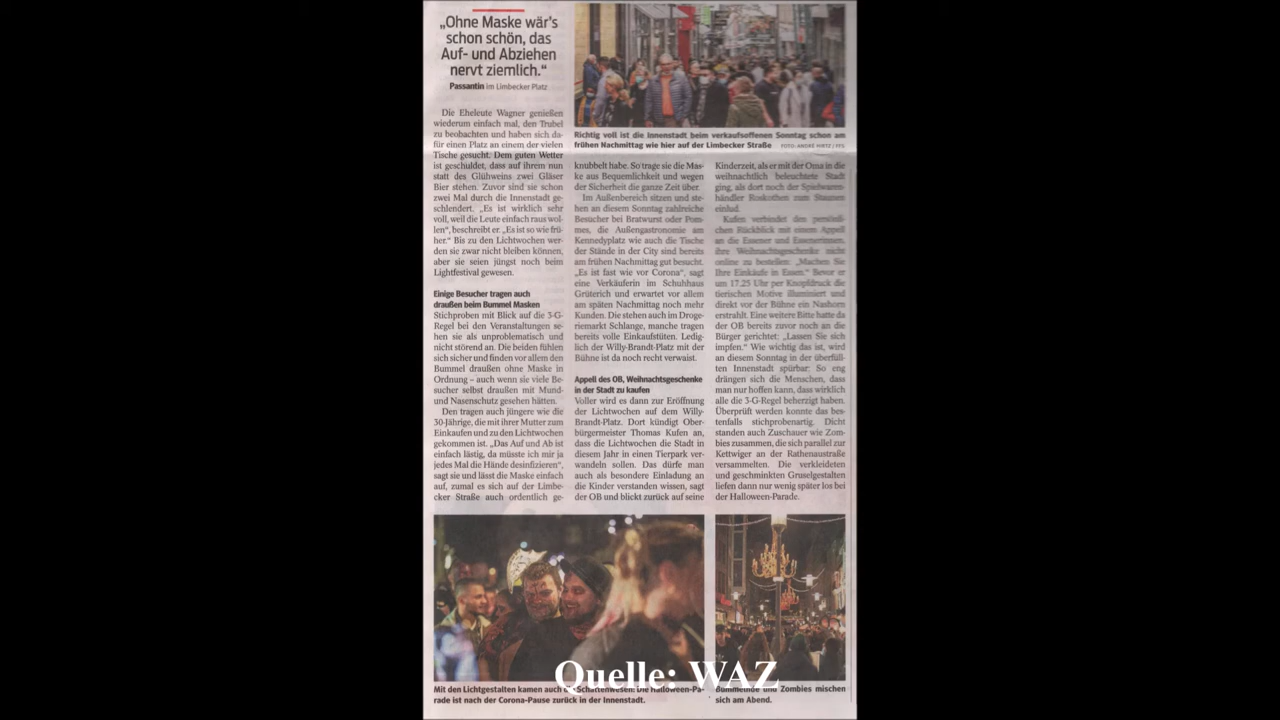 „Ohne Maske wär's
schon schön, das
Auf- und Abziehen
nervt ziemlich.“
Passantin im Limbecker Platz
Die Eheleute Wagner genießen
wiederum einfach mal, den Trubel
zu beobachten und haben sich da-
für einen Platz an einem der vielen
Tische gesucht. Dem guten Wetter
ist geschuldet, dass auf ihrem nun
statt des Glühweins zwei Gläser
Bier stehen. Zuvor sind sie schon
zwei Mal durch die Innenstadt ge-
schlendert. „Es ist wirklich sehr
voll, weil die Leute einfach raus wol-
len“, beschreibt er. „Es ist so wie frü-
her.“ Bis zu den Lichtwochen wer-
den sie zwar nicht bleiben können,
aber sie seien jüngst noch beim
Lightfestival gewesen.
Einige Besucher tragen auch
draußen beim Bummel Masken
Stichproben mit Blick auf die 3-G-
Regel bei den Veranstaltungen se-
hen sie als unproblematisch und
nicht störend an. Die beiden fühlen
sich sicher und finden vor allem den
Bummel draußen ohne Maske in
Ordnung – auch wenn sie viele Be-
sucher selbst draußen mit Mund-
und Nasenschutz gesehen hätten.
Den tragen auch jüngere wie die
30-Jährige, die mit ihrer Mutter zum
Einkaufen und zu den Lichtwochen
gekommen ist. „Das Auf und Ab ist
einfach lästig, da müsste ich mir ja
jedes Mal die Hände desinfizieren“,
sagt sie und lässt die Maske einfach
auf, zumal es sich auf der Limbe-
cker Straße auch ordentlich ge-
Richtig voll ist die Innenstadt beim verkaufsoffenen Sonntag schon am
frühen Nachmittag wie hier auf der Limbecker Straße FOTO: ANDRÉ HIRTZ / FFS
knubbelt habe. So trage sie die Mas-
ke aus Bequemlichkeit und wegen
der Sicherheit die ganze Zeit über.
Im Außenbereich sitzen und ste-
hen an diesem Sonntag zahlreiche
Besucher bei Bratwurst oder Pom-
mes, die Außengastronomie am
Kennedyplatz wie auch die Tische
der Stände in der City sind bereits
am frühen Nachmittag gut besucht.
„Es ist fast wie vor Corona“, sagt
eine Verkäuferin im Schuhhaus
Grüterich und erwartet vor allem
am späten Nachmittag noch mehr
Kunden. Die stehen auch im Droge-
riemarkt Schlange, manche tragen
bereits volle Einkaufstüten. Ledig-
lich der Willy-Brandt-Platz mit der
Bühne ist da noch recht verwaist.
Appell des OB, Weihnachtsgeschenke
in der Stadt zu kaufen
Voller wird es dann zur Eröffnung
der Lichtwochen auf dem Willy-
Brandt-Platz. Dort kündigt Ober-
bürgermeister Thomas Kufen an,
dass die Lichtwochen die Stadt in
diesem Jahr in einen Tierpark ver-
wandeln sollen. Das dürfe man
auch als besondere Einladung an
die Kinder verstanden wissen, sagt
der OB und blickt zurück auf seine
Kinderzeit, als er mit der Oma in die
weihnachtlich beleuchtete Stadt
ging, als dort noch der Spielwaren-
händler Roskothen zum Staunen
einlud.
Kufen verbindet den persönli-
chen Rückblick mit einem Appell
an die Essener und Essenerinnen,
ihre Weihnachtsgeschenke nicht
online zu bestellen: „Machen Sie
Ihre Einkäufe in Essen.“ Bevor er
um 17.25 Uhr per Knopfdruck die
tierischen Motive illuminiert und
direkt vor der Bühne ein Nashorn
erstrahlt. Eine weitere Bitte hatte da
der OB bereits zuvor noch an die
Bürger gerichtet: „Lassen Sie sich
impfen.“ Wie wichtig das ist, wird
an diesem Sonntag in der überfüll-
ten Innenstadt spürbar: So eng
drängen sich die Menschen, dass
man nur hoffen kann, dass wirklich
alle die 3-G-Regel beherzigt haben.
Überprüft werden konnte das bes-
tenfalls stichprobenartig. Dicht
standen auch Zuschauer wie Zom-
bies zusammen, die sich parallel zur
Kettwiger an der Rathenaustraße
versammelten. Die verkleideten
und geschminkten Gruselgestalten
liefen dann nur wenig später los bei
der Halloween-Parade.
Mit den Lichtgestalten kamen auch die Schattenwesen: Die Halloween-Pa-
rade ist nach der Corona-Pause zurück in der Innenstadt.
Bummelnde und Zombies mischen
sich am Abend.
Quelle: WAZ